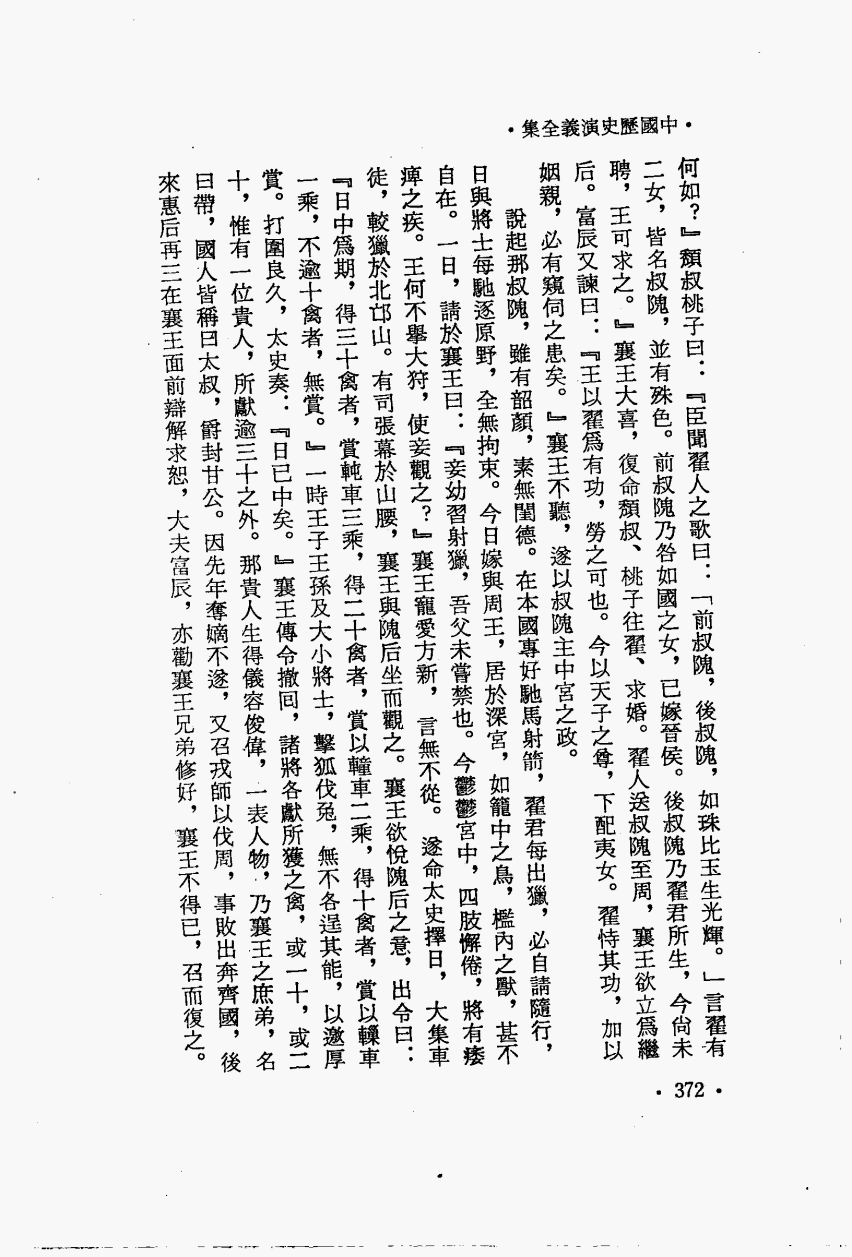 ·中國歷史演義全集·
何如？』頹叔桃子曰：『臣聞翟人之歌曰：「前叔隗，後叔隗，如珠比玉生光輝。」言翟有
二女，皆名叔隗，並有殊色。前叔隗乃咎如國之女，已嫁晉侯。後叔隗乃翟君所生，今尚未
聘，王可求之。』襄王大喜，復命頹叔、桃子往翟、求婚。翟人送叔隗至周，襄王欲立爲繼
后。富辰又諫曰：『王以翟爲有功，勞之可也。今以天子之尊，下配夷女。翟恃其功，加以
姻親，必有窺伺之患矣。』襄王不聽，遂以叔隗主中宮之政。
說起那叔隗，雖有韶顏，素無閨德。在本國專好馳馬射箭，翟君每出獵，必自請隨行，
日與將士每馳逐原野，全無拘束。今日嫁與周王，居於深宮，如籠中之鳥，檻內之獸，甚不
自在。一日，請於襄王曰：『妾幼習射獵，吾父未嘗禁也。今鬱鬱宮中，四肢懈倦，將有痿
痺之疾。王何不舉大狩，使妾觀之？』襄王寵愛方新，言無不從。遂命太史擇日，大集車
徒，較獵於北邙山。有司張幕於山腰，襄王與隗后坐而觀之。襄王欲悅隗后之意，出令曰：
『日中爲期，得三十禽者，賞軘車三乘，得二十禽者，賞以轒車二乘，得十禽者，賞以轈車
一乘，不逾十禽者，無賞。』一時王子王孫及大小將士，擊狐伐兔，無不各逞其能，以邀厚
賞。打圍良久，太史奏：『日已中矣。』襄王傳令撤回，諸將各獻所獲之禽，或一十，或二
十，惟有一位貴人，所獻逾三十之外。那貴人生得儀容俊偉，一表人物，乃襄王之庶弟，名
曰帶，國人皆稱曰太叔，爵封甘公。因先年奪嫡不遂，又召戎師以伐周，事敗出奔齊國，後
來惠后再三在襄王面前辯解求恕，大夫富辰，亦勸襄王兄弟修好，襄王不得已，召而復之。
·372·